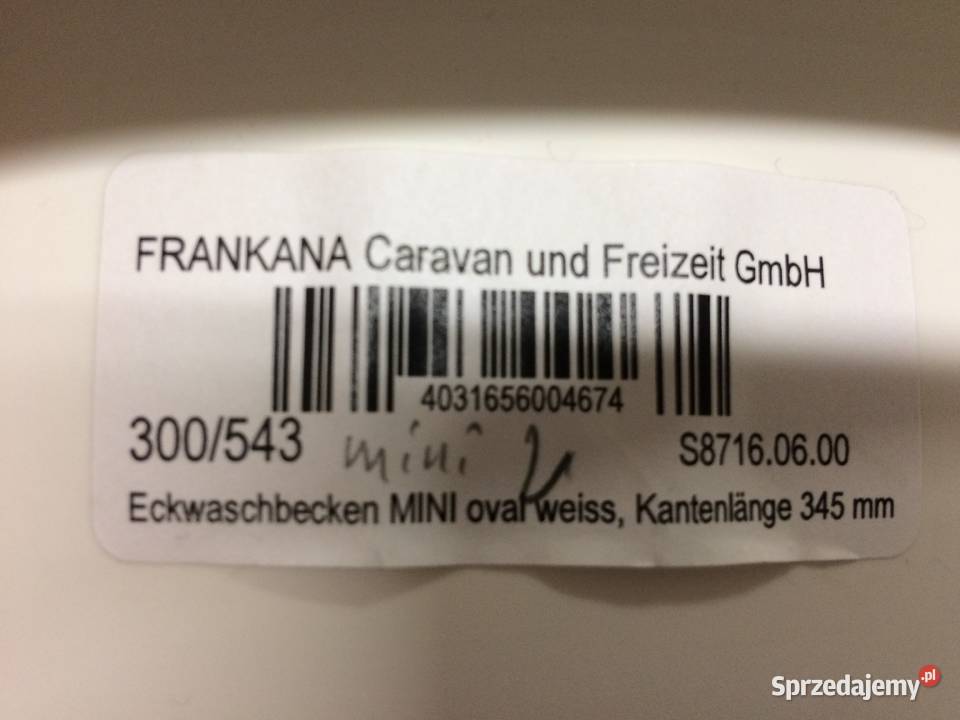 FRANKANA Caravan und Freizeit GmbH
4031656004674
300/543 mini S8716.06.00
Eckwaschbecken MINI oval weiss, Kantenlänge 345 mm
Sprzedajemy.pl